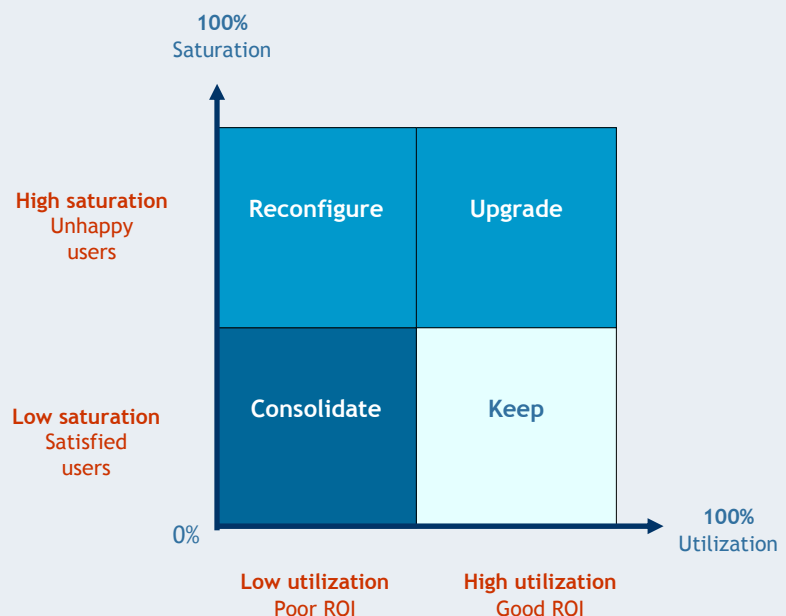 100%
Saturation
High saturation
Unhappy
users
Reconfigure
Upgrade
Low saturation
Satisfied
users
Consolidate
Keep
0%
100%
Utilization
Low utilization
Poor ROI
High utilization
Good ROI